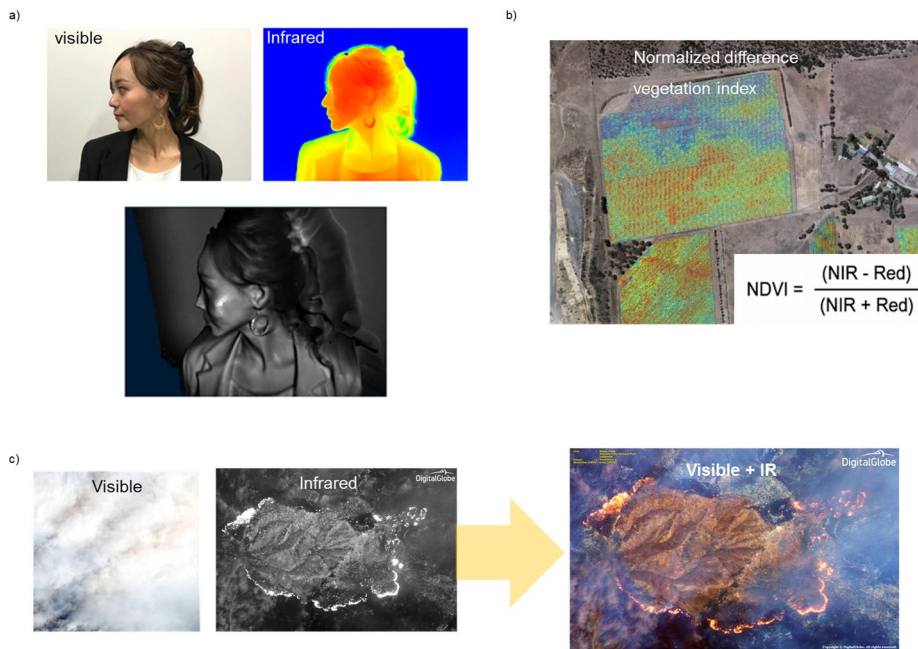 a)
visible
Infrared
b)
Normalized difference
vegetation index
NDVI = (NIR - Red)
(NIR + Red)
c)
Visible
Infrared
DigitalGlobe
Visible + IR
DigitalGlobe